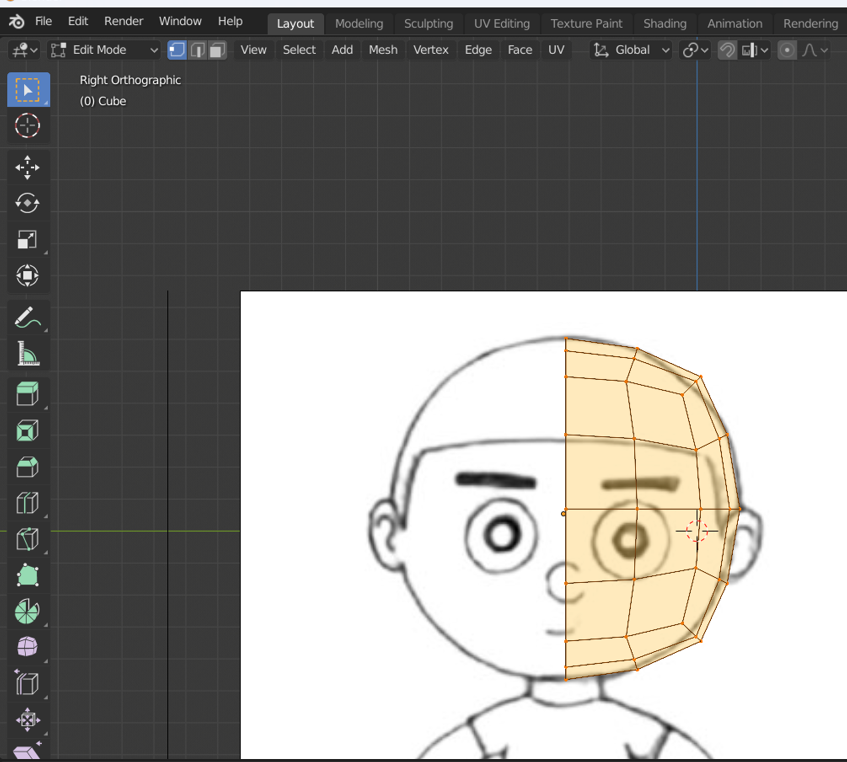 File Edit Render Window Help Layout Modeling Sculpting UV Editing Texture Paint Shading Animation Rendering
Edit Mode View Select Add Mesh Vertex Edge Face UV Global
Right Orthographic
(0) Cube